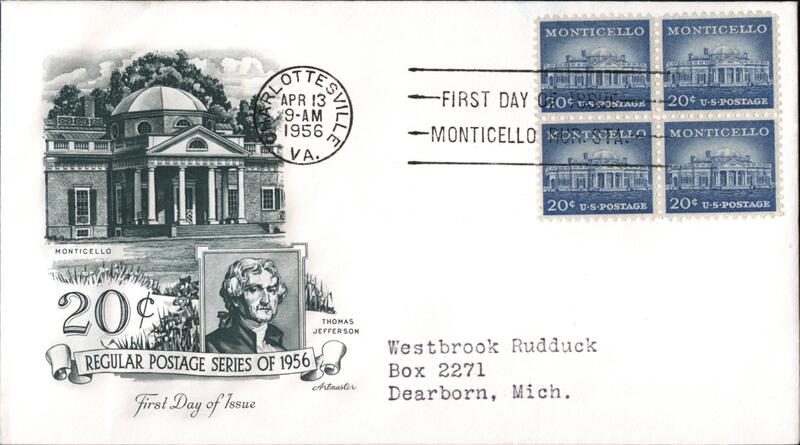 MONTICELLO
20¢
THOMAS
JEFFERSON
REGULAR POSTAGE SERIES OF 1956
Artmaster
First Day of Issue
CHARLOTTESVILLE
APR 13
9-AM
1956
VA.
FIRST DAY OF ISSUE
MONTICELLO MEM. STA.
MONTICELLO
20¢ U·S·POSTAGE
MONTICELLO
20¢ U·S·POSTAGE
MONTICELLO
20¢ U·S·POSTAGE
MONTICELLO
20¢ U·S·POSTAGE
Westbrook Rudduck
Box 2271
Dearborn, Mich.